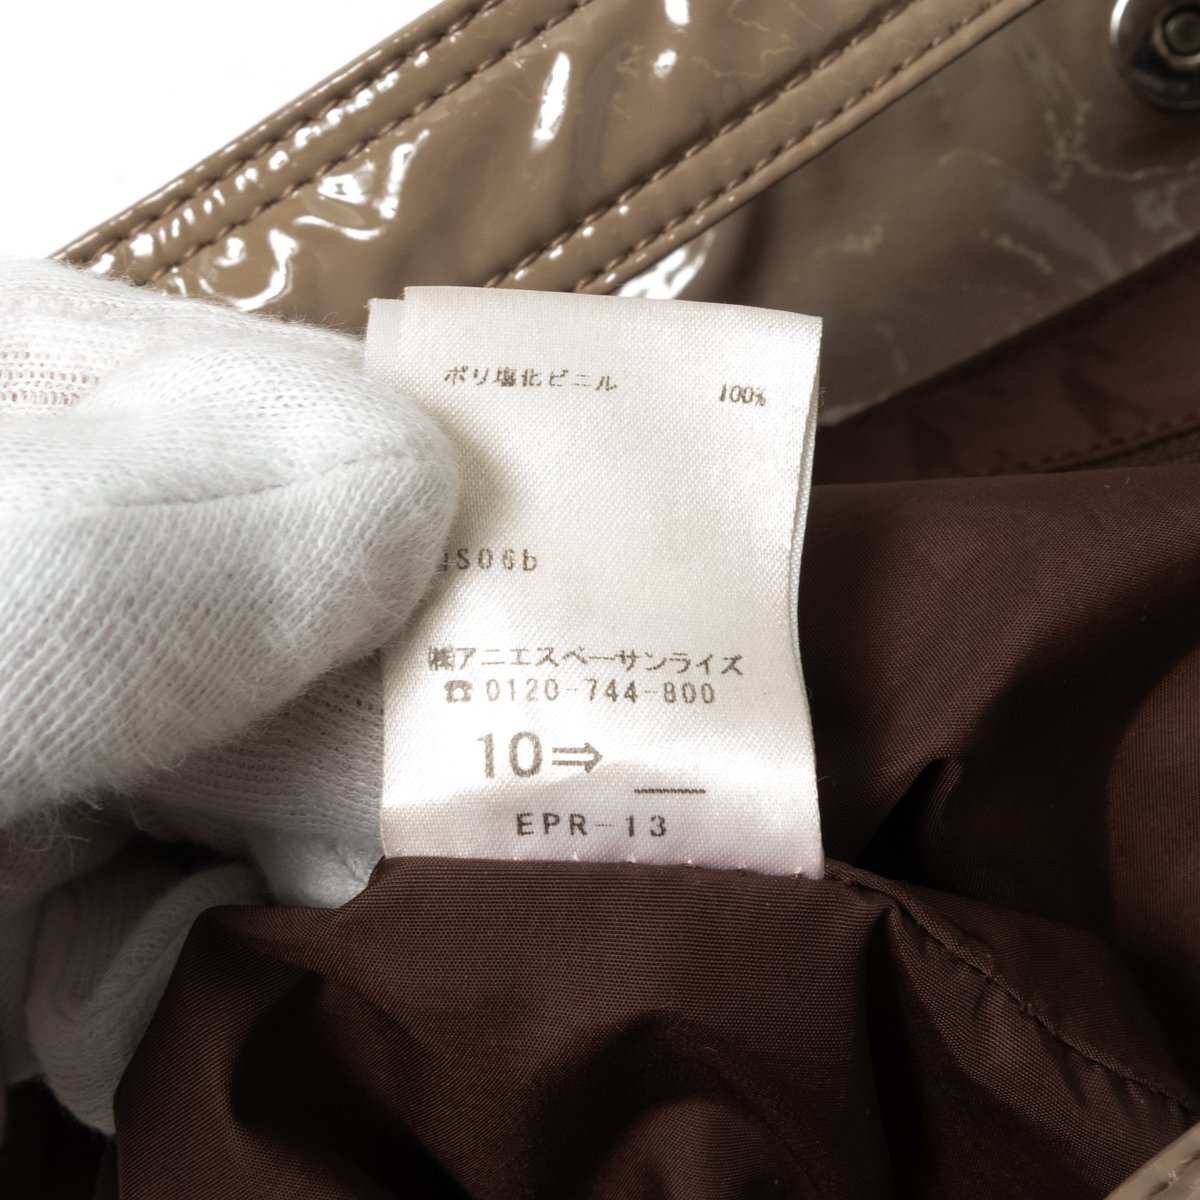 ポリ塩化ビニル 100%
S06b
㈱アニエスベーサンライズ
☎0120-744-800
10⇒
EPR-13